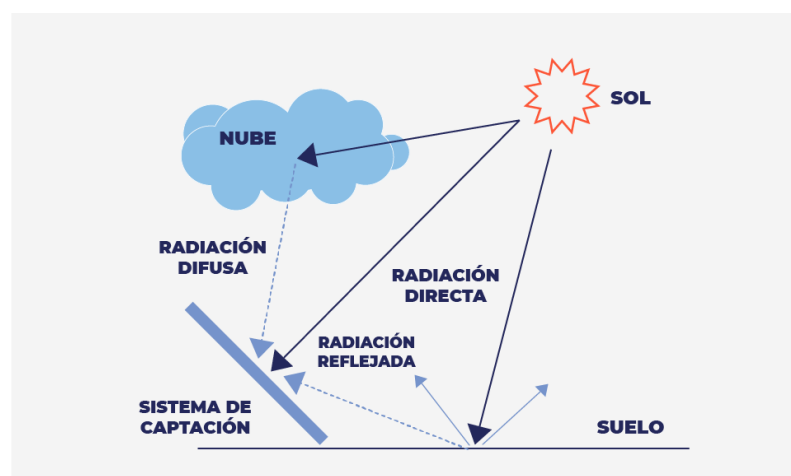 SOL
NUBE
RADIACIÓN
DIFUSA
RADIACIÓN
DIRECTA
RADIACIÓN
REFLEJADA
SISTEMA DE
CAPTACIÓN
SUELO